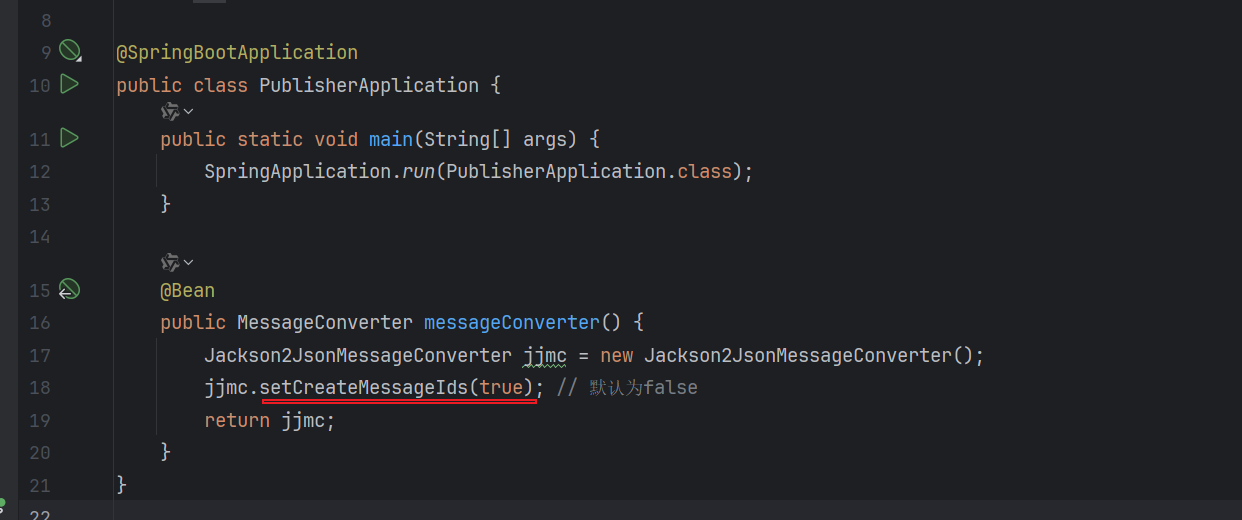 8
9 @SpringBootApplication
10 public class PublisherApplication {
11 public static void main(String[] args) {
12 SpringApplication.run(PublisherApplication.class);
13 }
14
15 @Bean
16 public MessageConverter messageConverter() {
17 Jackson2JsonMessageConverter jjmc = new Jackson2JsonMessageConverter();
18 jjmc.setCreateMessageIds(true); // 默认为false
19 return jjmc;
20 }
21 }
22